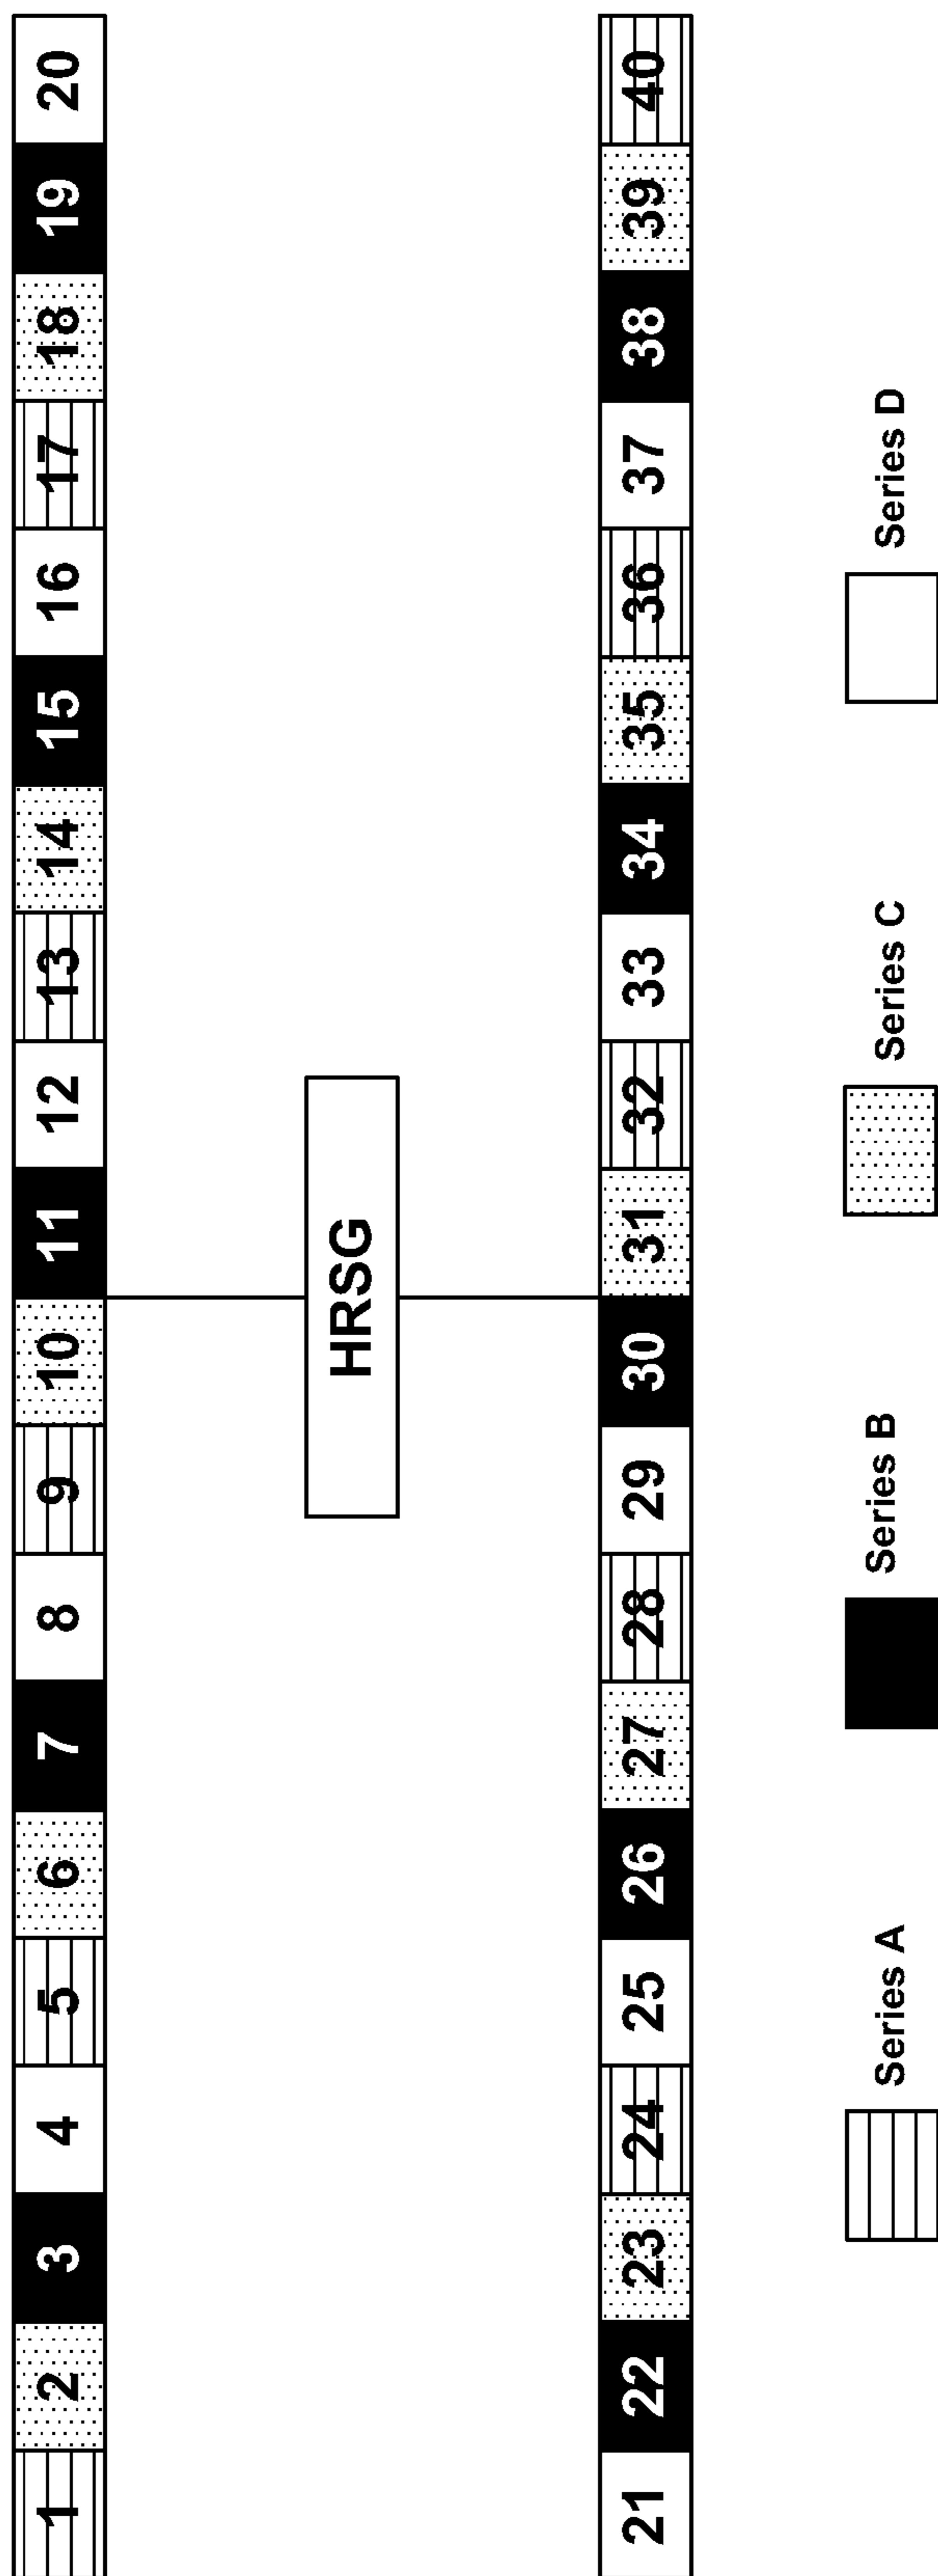 1 2 3 4 5 6 7 8 9 10 11 12 13 14 15 16 17 18 19 20
HRSG
21 22 23 24 25 26 27 28 29 30 31 32 33 34 35 36 37 38 39 40
Series A Series B Series C Series D